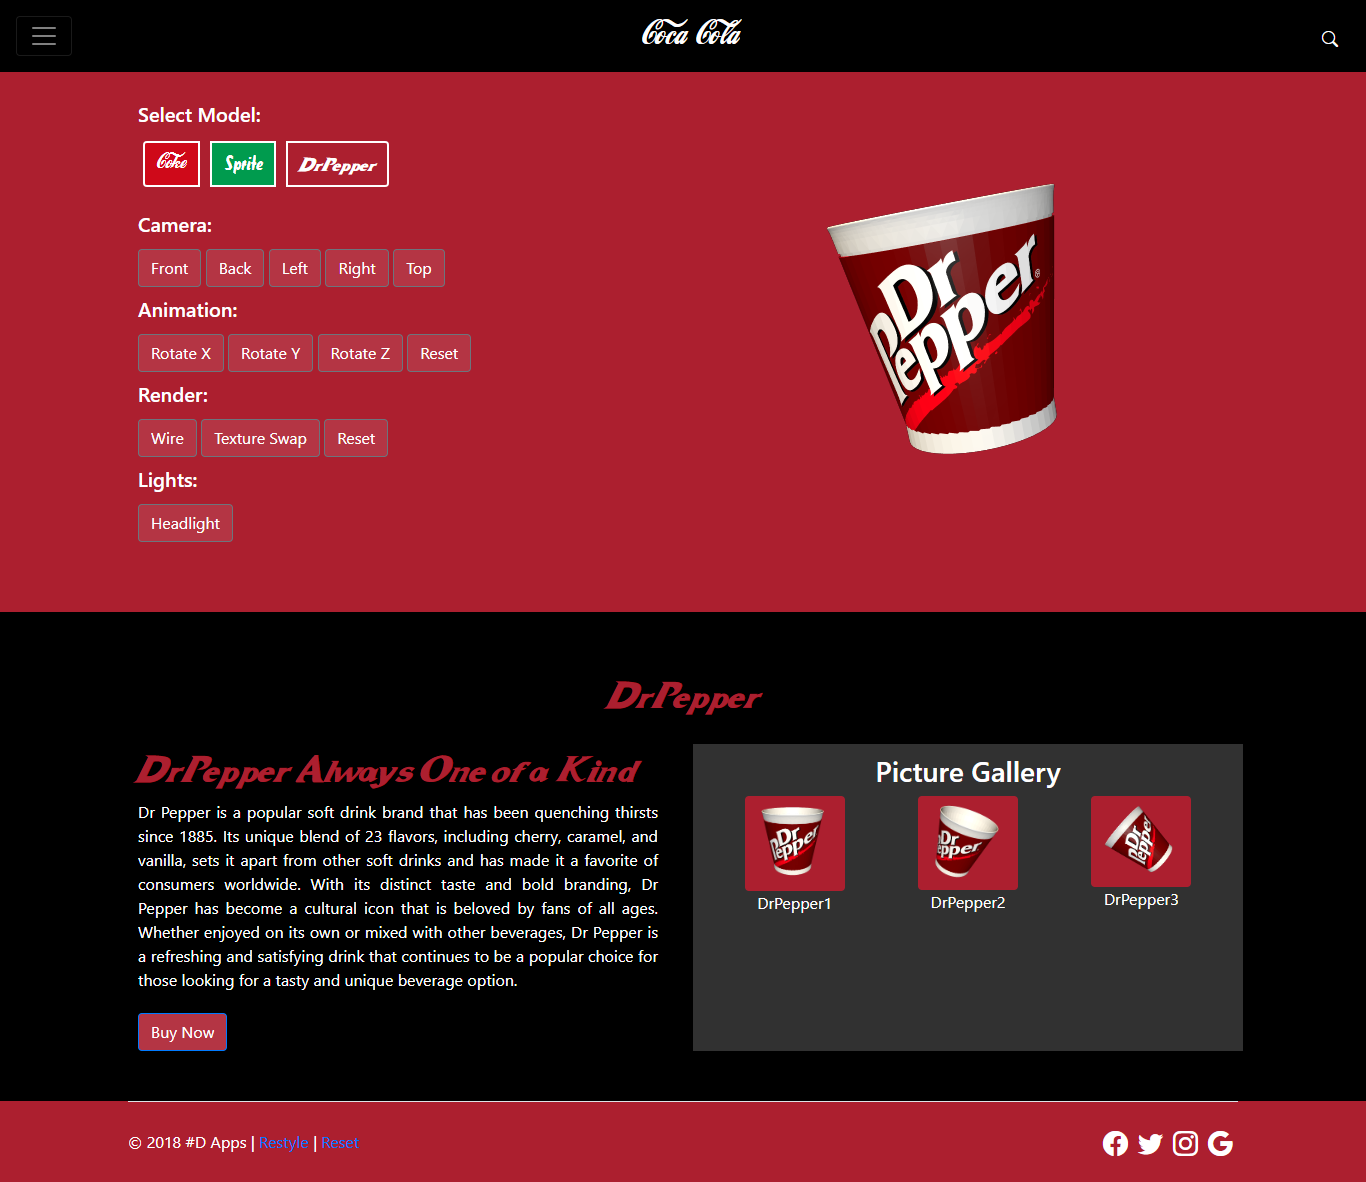 Coca Cola
Select Model:
Coke Sprite DrPepper
Camera:
Front Back Left Right Top
Animation:
Rotate X Rotate Y Rotate Z Reset
Render:
Wire Texture Swap Reset
Lights:
Headlight
Dr
Pepper
®
DrPepper
DrPepper Always One of a Kind
Dr Pepper is a popular soft drink brand that has been quenching thirsts
since 1885. Its unique blend of 23 flavors, including cherry, caramel, and
vanilla, sets it apart from other soft drinks and has made it a favorite of
consumers worldwide. With its distinct taste and bold branding, Dr
Pepper has become a cultural icon that is beloved by fans of all ages.
Whether enjoyed on its own or mixed with other beverages, Dr Pepper is
a refreshing and satisfying drink that continues to be a popular choice for
those looking for a tasty and unique beverage option.
Buy Now
Picture Gallery
Dr
Pepper
Dr
Pepper
Dr
Pepper
DrPepper1 DrPepper2 DrPepper3
© 2018 #D Apps | Restyle | Reset